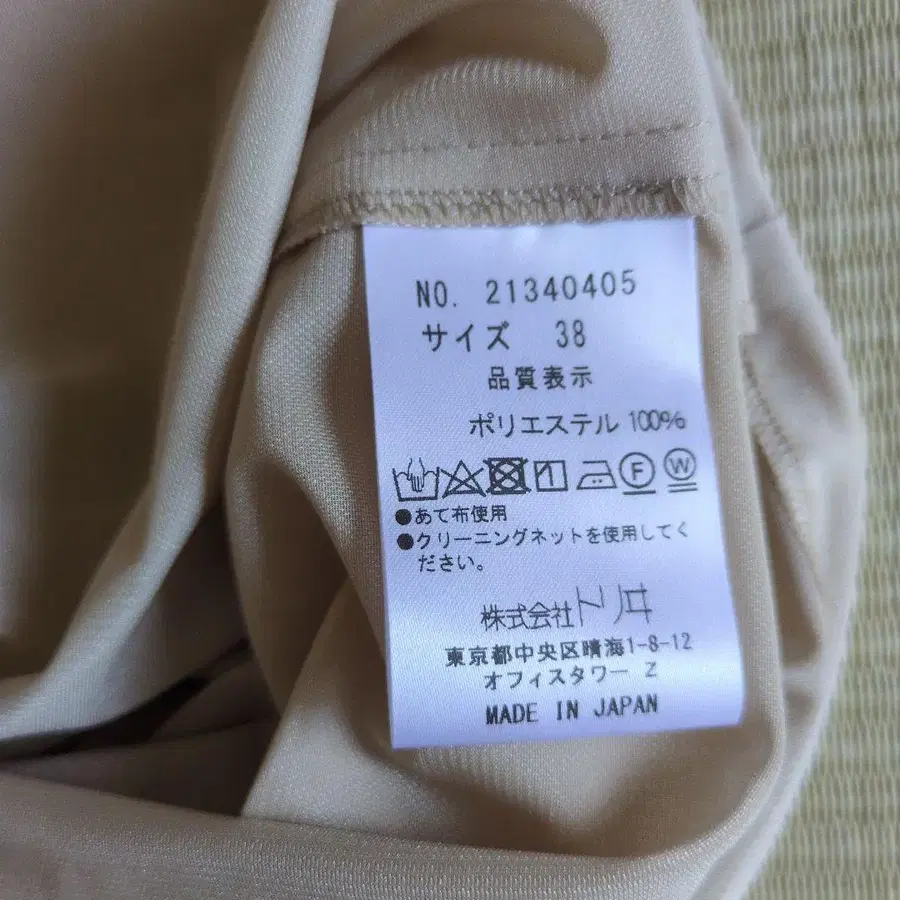 NO. 21340405
サイズ 38
品質表示
ポリエステル 100%
F W
●あて布使用
●クリーニングネットを使用してく
ださい。
株式会社トリヰ
東京都中央区晴海1-8-12
オフィスタワー Z
MADE IN JAPAN